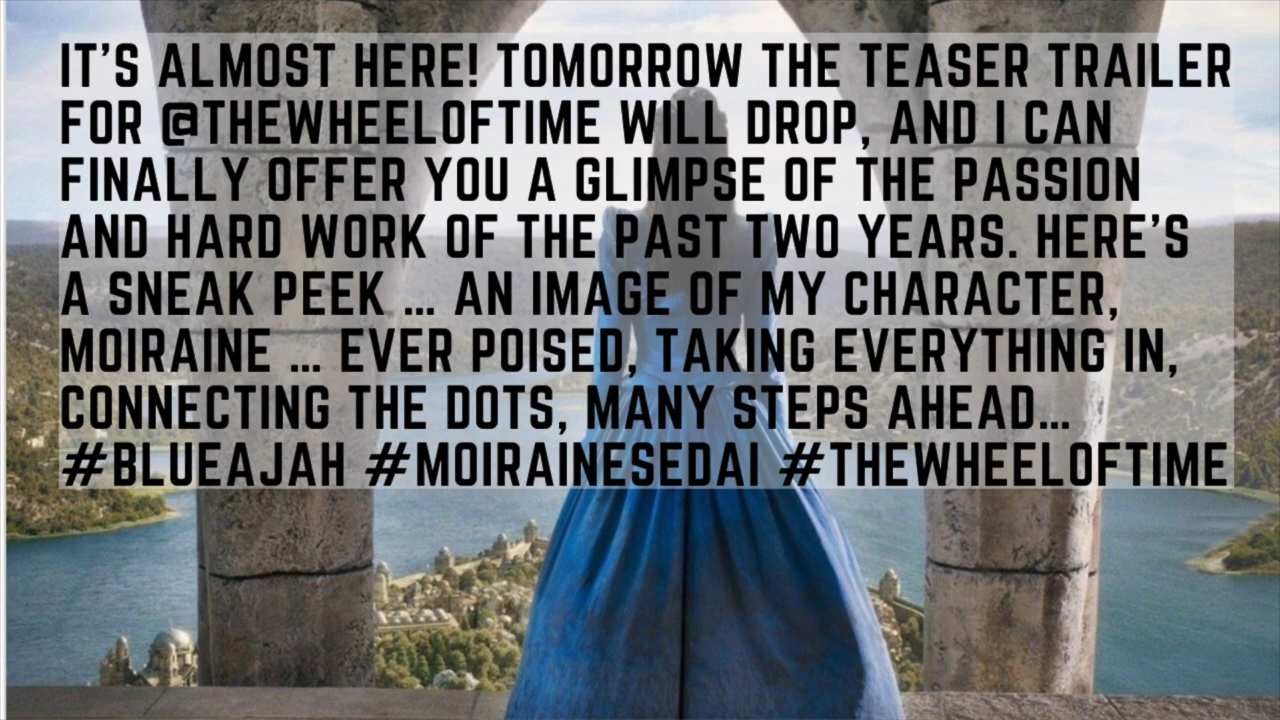 IT'S ALMOST HERE! TOMORROW THE TEASER TRAILER
FOR @THEWHEELOFTIME WILL DROP, AND I CAN
FINALLY OFFER YOU A GLIMPSE OF THE PASSION
AND HARD WORK OF THE PAST TWO YEARS. HERE'S
A SNEAK PEEK ... AN IMAGE OF MY CHARACTER,
MOIRAINE ... EVER POISED, TAKING EVERYTHING IN,
CONNECTING THE DOTS, MANY STEPS AHEAD...
#BLUEAJAH #MOIRAINESEDAI #THEWHEELOFTIME